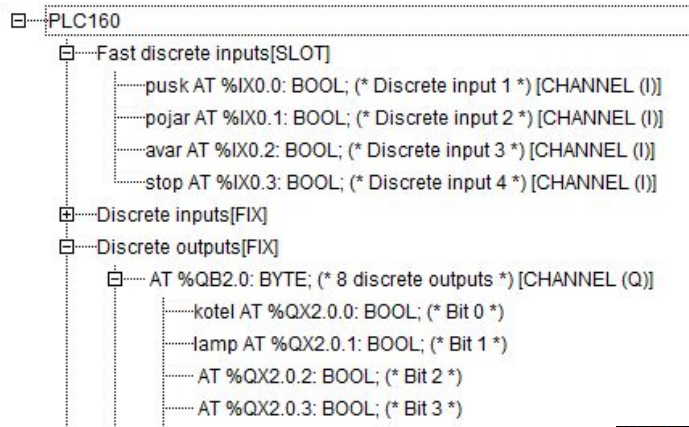 PLC160
Fast discrete inputs[SLOT]
pusk AT %IX0.0: BOOL; (* Discrete input 1 *) [CHANNEL (I)]
pojar AT %IX0.1: BOOL; (* Discrete input 2 *) [CHANNEL (I)]
avar AT %IX0.2: BOOL; (* Discrete input 3 *) [CHANNEL (I)]
stop AT %IX0.3: BOOL; (* Discrete input 4 *) [CHANNEL (I)]
Discrete inputs[FIX]
Discrete outputs[FIX]
AT %QB2.0: BYTE; (* 8 discrete outputs *) [CHANNEL (Q)]
kotel AT %QX2.0.0: BOOL; (* Bit 0 *)
lamp AT %QX2.0.1: BOOL; (* Bit 1 *)
AT %QX2.0.2: BOOL; (* Bit 2 *)
AT %QX2.0.3: BOOL; (* Bit 3 *)